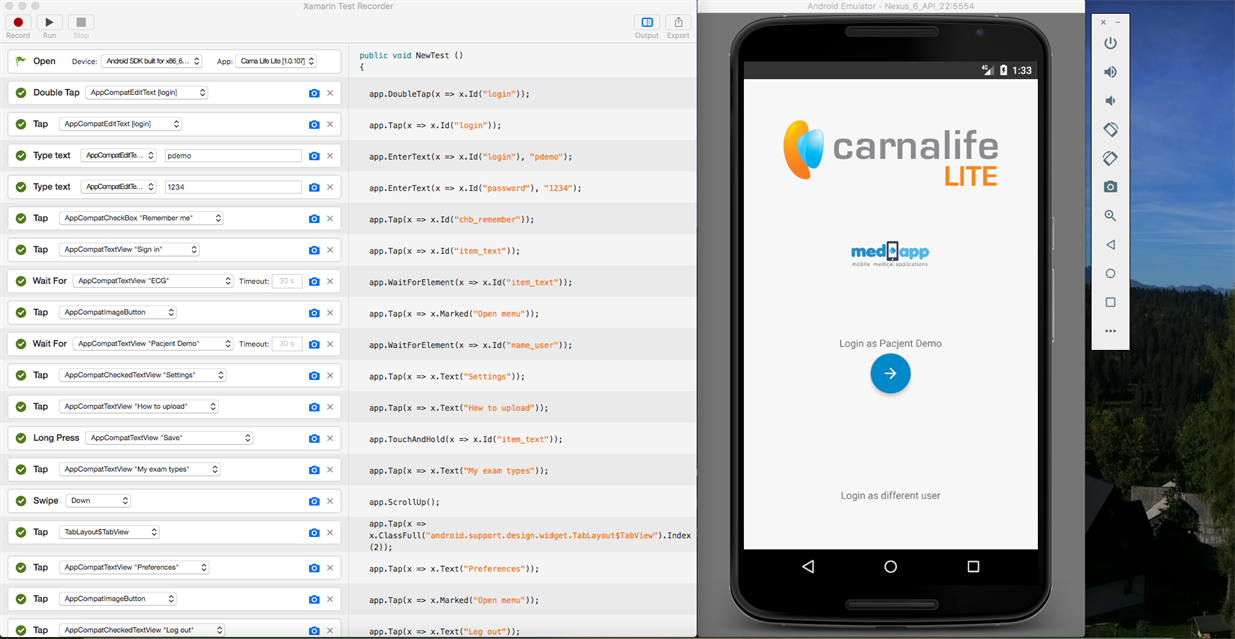 Xamarin Test Recorder
Record Run Stop Output Export
Open Device: Android SDK built for x86_6... App: Carna Life Lite [1.0.107]
public void NewTest ()
{
Double Tap AppCompatEditText [login]
app.DoubleTap(x => x.Id("login"));
Tap AppCompatEditText [login]
app.Tap(x => x.Id("login"));
Type text AppCompatEditTe... pdemo
app.EnterText(x => x.Id("login"), "pdemo");
Type text AppCompatEditTe... 1234
app.EnterText(x => x.Id("password"), "1234");
Tap AppCompatCheckBox "Remember me"
app.Tap(x => x.Id("chb_remember"));
Tap AppCompatTextView "Sign in"
app.Tap(x => x.Id("item_text"));
Wait For AppCompatTextView "ECG" Timeout: 30 s
app.WaitForElement(x => x.Id("item_text"));
Tap AppCompatImageButton
app.Tap(x => x.Marked("Open menu"));
Wait For AppCompatTextView "Pacjent Demo" Timeout: 30 s
app.WaitForElement(x => x.Id("name_user"));
Tap AppCompatCheckedTextView "Settings"
app.Tap(x => x.Text("Settings"));
Tap AppCompatTextView "How to upload"
app.Tap(x => x.Text("How to upload"));
Long Press AppCompatTextView "Save"
app.TouchAndHold(x => x.Id("item_text"));
Tap AppCompatTextView "My exam types"
app.Tap(x => x.Text("My exam types"));
Swipe Down
app.ScrollUp();
Tap TabLayout$TabView
app.Tap(x =>
x.ClassFull("android.support.design.widget.TabLayout$TabView").Index
(2));
Tap AppCompatTextView "Preferences"
app.Tap(x => x.Text("Preferences"));
Tap AppCompatImageButton
app.Tap(x => x.Marked("Open menu"));
Tap AppCompatCheckedTextView "Log out"
app.Tap(x => x.Text("Log out"));
Android Emulator - Nexus_6_API_22:5554
4G 1:33
carnalife
LITE
medapp
mobile medical applications
Login as Pacjent Demo
Login as different user